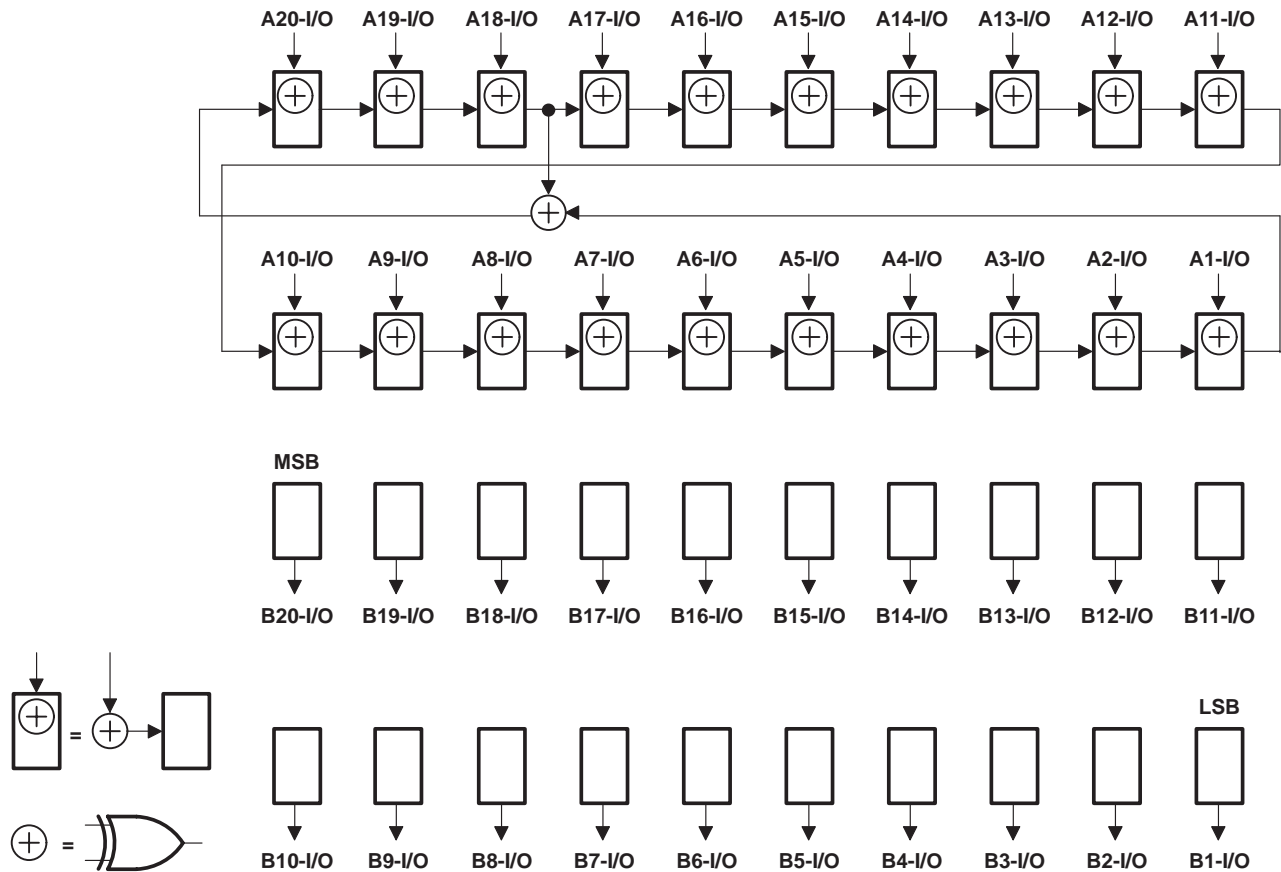 A20-I/O A19-I/O A18-I/O A17-I/O A16-I/O A15-I/O A14-I/O A13-I/O A12-I/O A11-I/O
A10-I/O A9-I/O A8-I/O A7-I/O A6-I/O A5-I/O A4-I/O A3-I/O A2-I/O A1-I/O
MSB
B20-I/O B19-I/O B18-I/O B17-I/O B16-I/O B15-I/O B14-I/O B13-I/O B12-I/O B11-I/O
LSB
=
=
B10-I/O B9-I/O B8-I/O B7-I/O B6-I/O B5-I/O B4-I/O B3-I/O B2-I/O B1-I/O